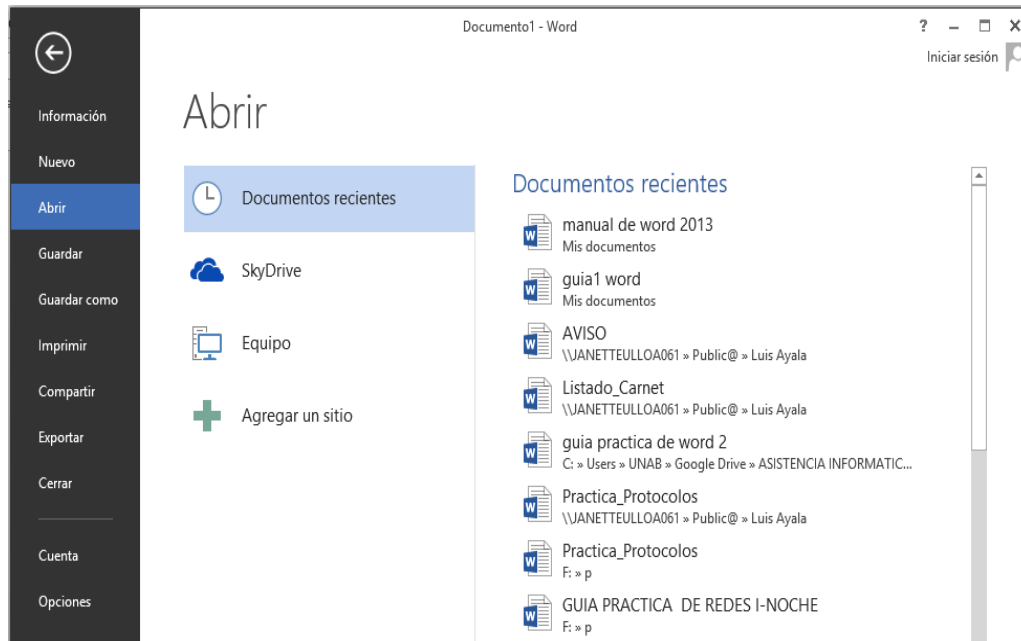 Documento1 - Word
?
Iniciar sesión
Información
Nuevo
Abrir
Guardar
Guardar como
Imprimir
Compartir
Exportar
Cerrar
Cuenta
Opciones
Abrir
Documentos recientes
SkyDrive
Equipo
Agregar un sitio
Documentos recientes
manual de word 2013
Mis documentos
guia1 word
Mis documentos
AVISO
\\JANETTEULLOA061 » Public@ » Luis Ayala
Listado_Carnet
\\JANETTEULLOA061 » Public@ » Luis Ayala
guia practica de word 2
C: » Users » UNAB » Google Drive » ASISTENCIA INFORMATIC...
Practica_Protocolos
\\JANETTEULLOA061 » Public@ » Luis Ayala
Practica_Protocolos
F: » p
GUIA PRACTICA  DE REDES I-NOCHE
F: » p